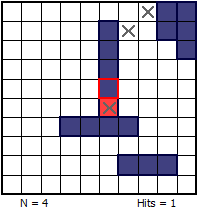 N = 4 Hits = 1